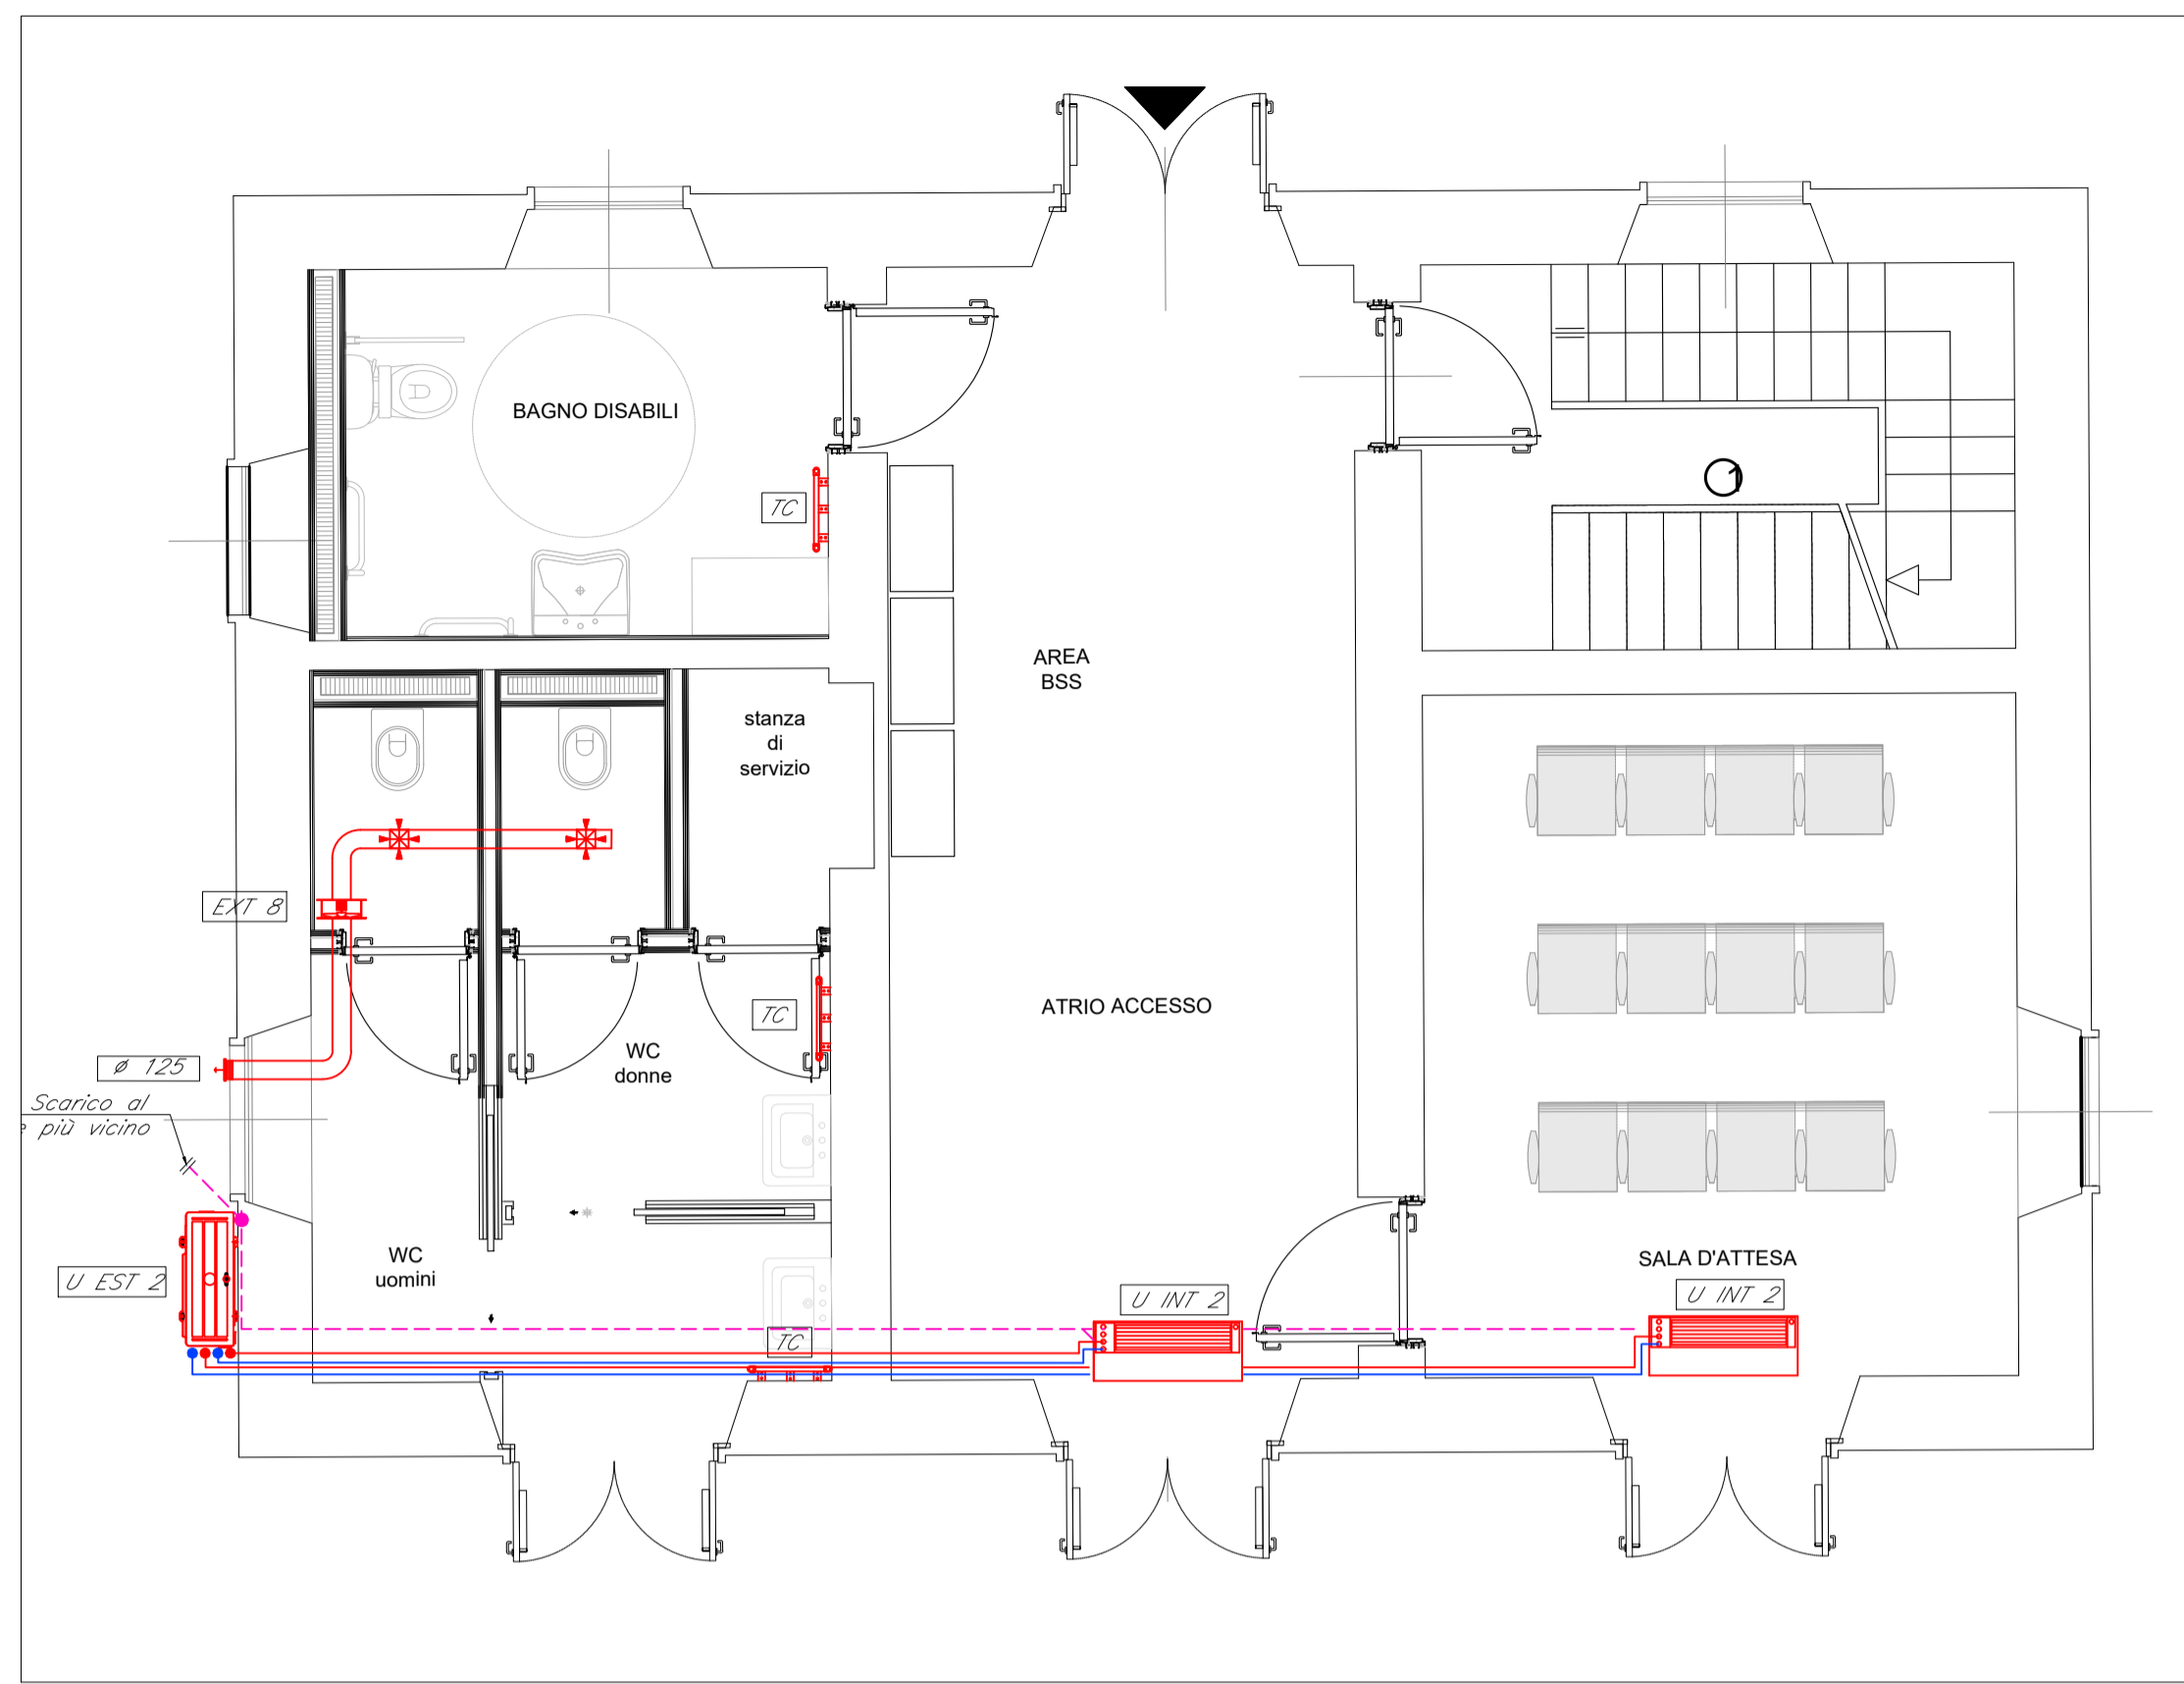 BAGNO DISABILI
TC
1
AREA
BSS
stanza
di
servizio
EXT 8
ATRIO ACCESSO
TC
WC
donne
ø 125
Scarico al
più vicino
WC
uomini
SALA D'ATTESA
U EST 2
U INT 2
U INT 2
TC